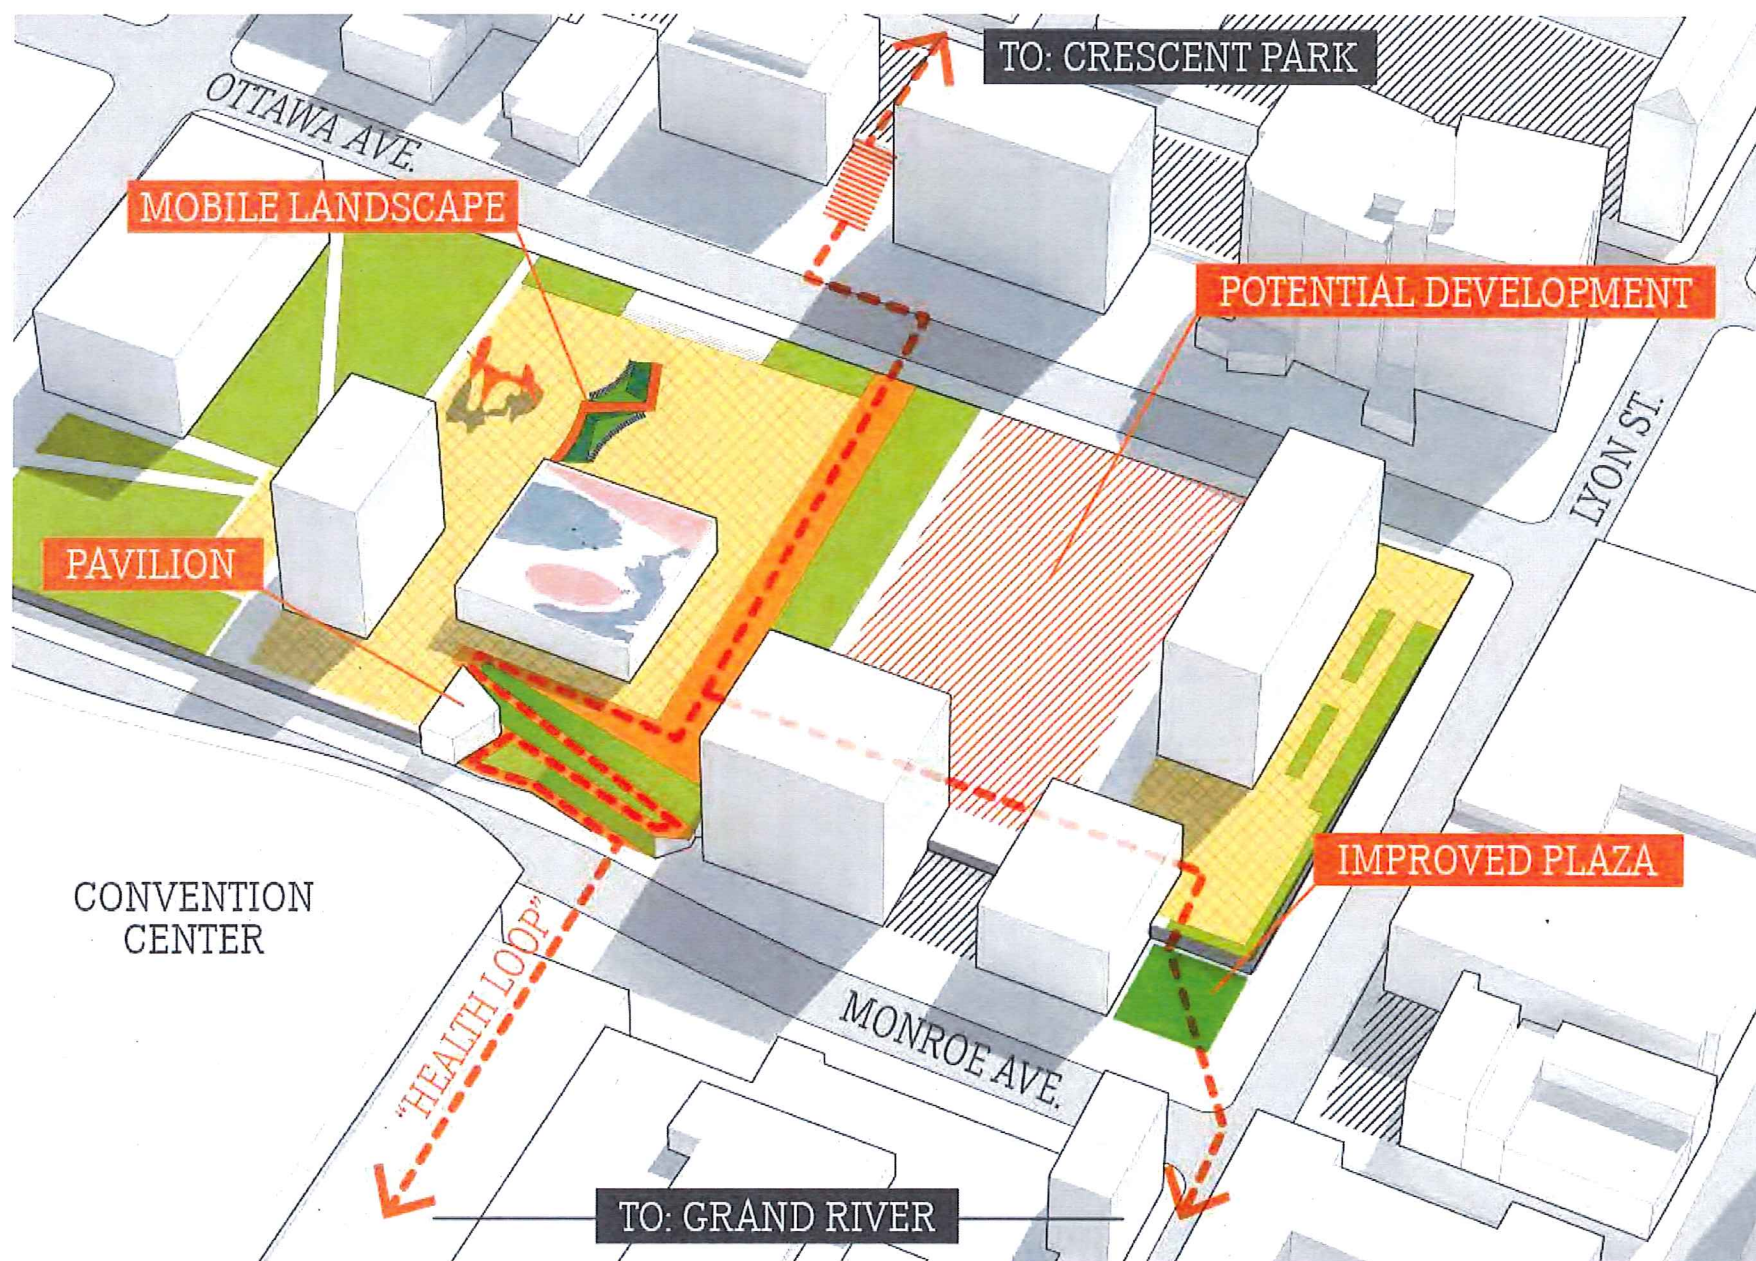 TO: CRESCENT PARK
OTTAWA AVE.
MOBILE LANDSCAPE
POTENTIAL DEVELOPMENT
LYON ST.
PAVILION
IMPROVED PLAZA
CONVENTION
CENTER
"HEALTH LOOP"
MONROE AVE.
TO: GRAND RIVER